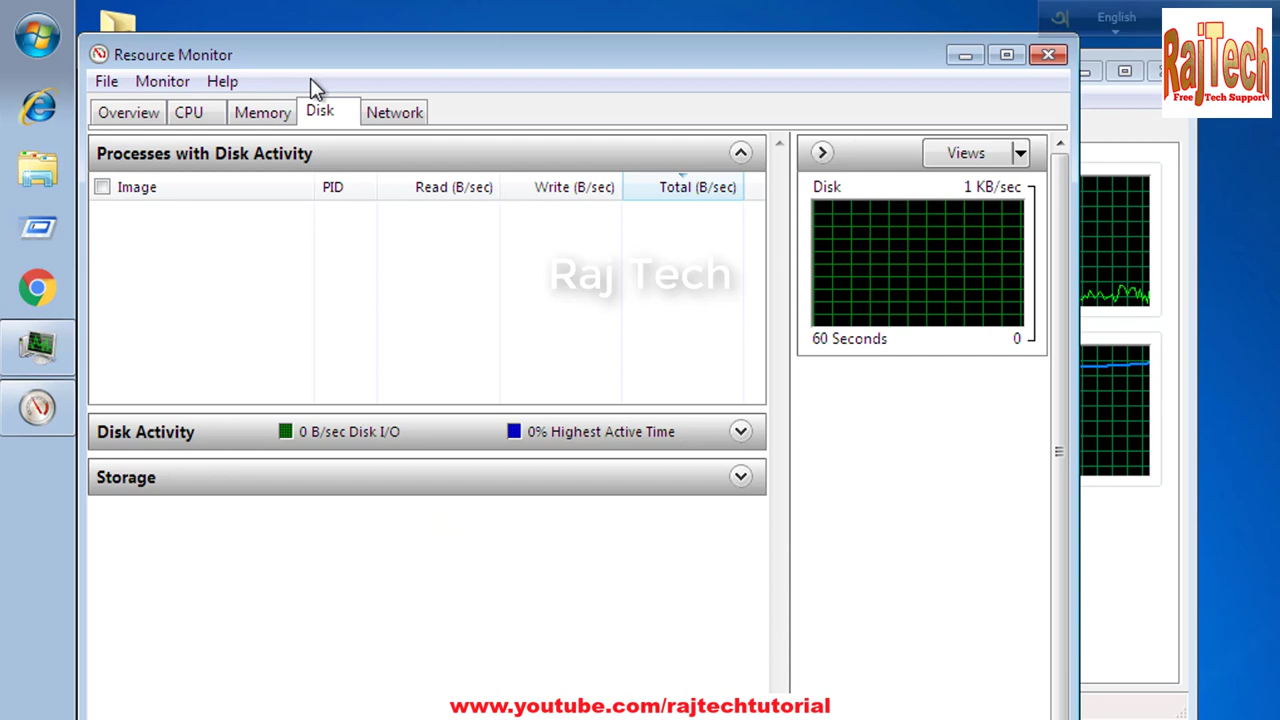 English
RajTech
Free Tech Support
Resource Monitor
File Monitor Help
Overview CPU Memory Disk Network
Processes with Disk Activity
Image PID Read (B/sec) Write (B/sec) Total (B/sec)
Raj Tech
Disk Activity 0 B/sec Disk I/O 0% Highest Active Time
Storage
Views
Disk 1 KB/sec
60 Seconds 0
www.youtube.com/rajtechtutorial